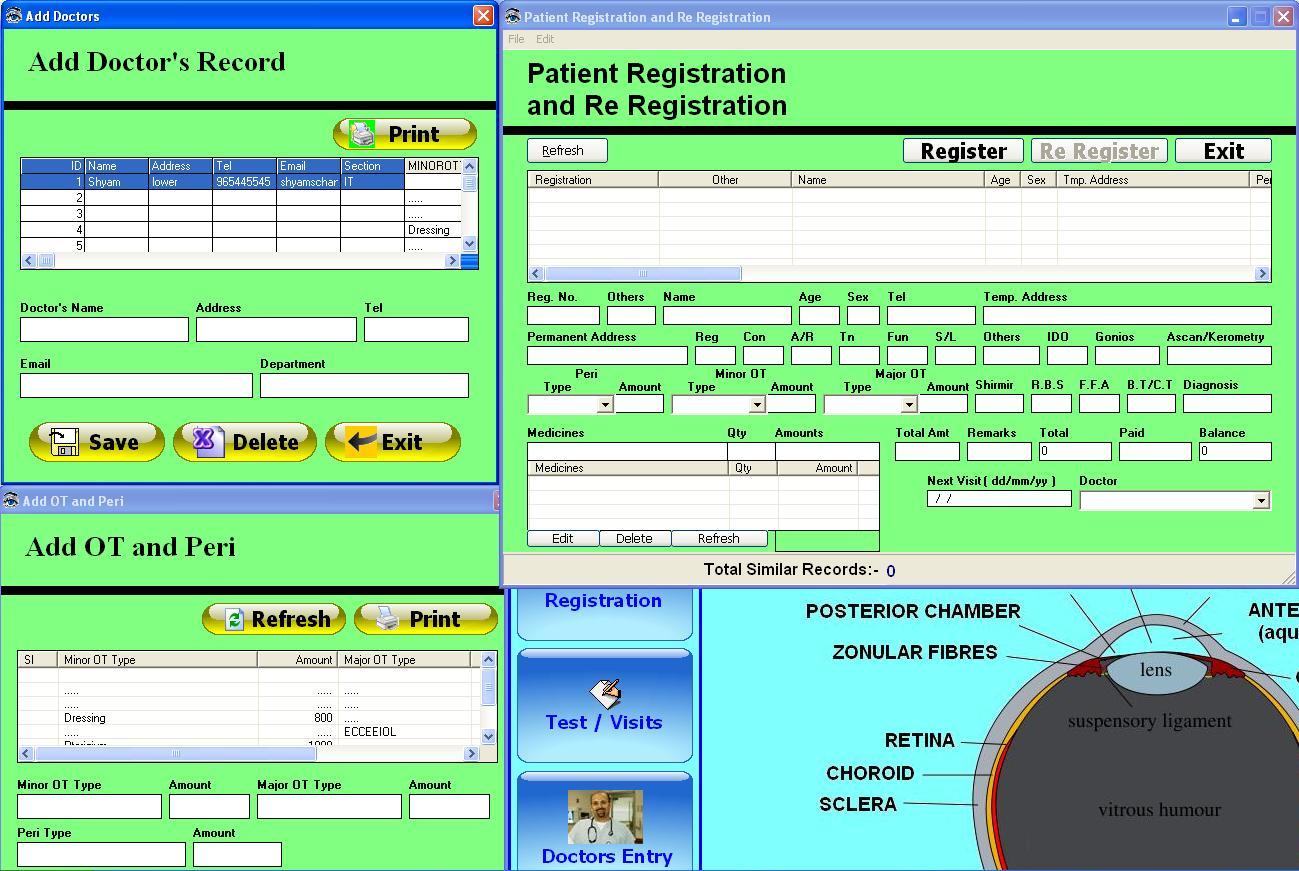 Add Doctors
Add Doctor's Record
Print
ID Name Address Tel Email Section MINOROT
1 Shyam lower 965445545 shyamschar IT
2 .....
3 .....
4 Dressing
5 .....
Doctor's Name Address Tel
Email Department
Save Delete Exit
Patient Registration and Re Registration
File Edit
Patient Registration
and Re Registration
Refresh Register Re Register Exit
Registration Other Name Age Sex Tmp. Address Per
Reg. No. Others Name Age Sex Tel Temp. Address
Permanent Address Reg Con A/R Tn Fun S/L Others IDO Gonios Ascan/Kerometry
Peri Minor OT Major OT
Type Amount Type Amount Type Amount Shirmir R.B.S F.F.A B.T/C.T Diagnosis
Medicines Qty Amounts Total Amt Remarks Total Paid Balance
0 0
Medicines Qty Amount
Next Visit( dd/mm/yy ) Doctor
/ /
Edit Delete Refresh
Total Similar Records:- 0
Add OT and Peri
Add OT and Peri
Refresh Print
Sl Minor OT Type Amount Major OT Type
..... ..... .....
..... ..... .....
Dressing 800 .....
..... ..... ECCEEIOL
Minor OT Type Amount Major OT Type Amount
Peri Type Amount
Registration
Test / Visits
Doctors Entry
POSTERIOR CHAMBER
ANTE
(aqu
ZONULAR FIBRES
lens
suspensory ligament
RETINA
CHOROID
SCLERA
vitrous humour